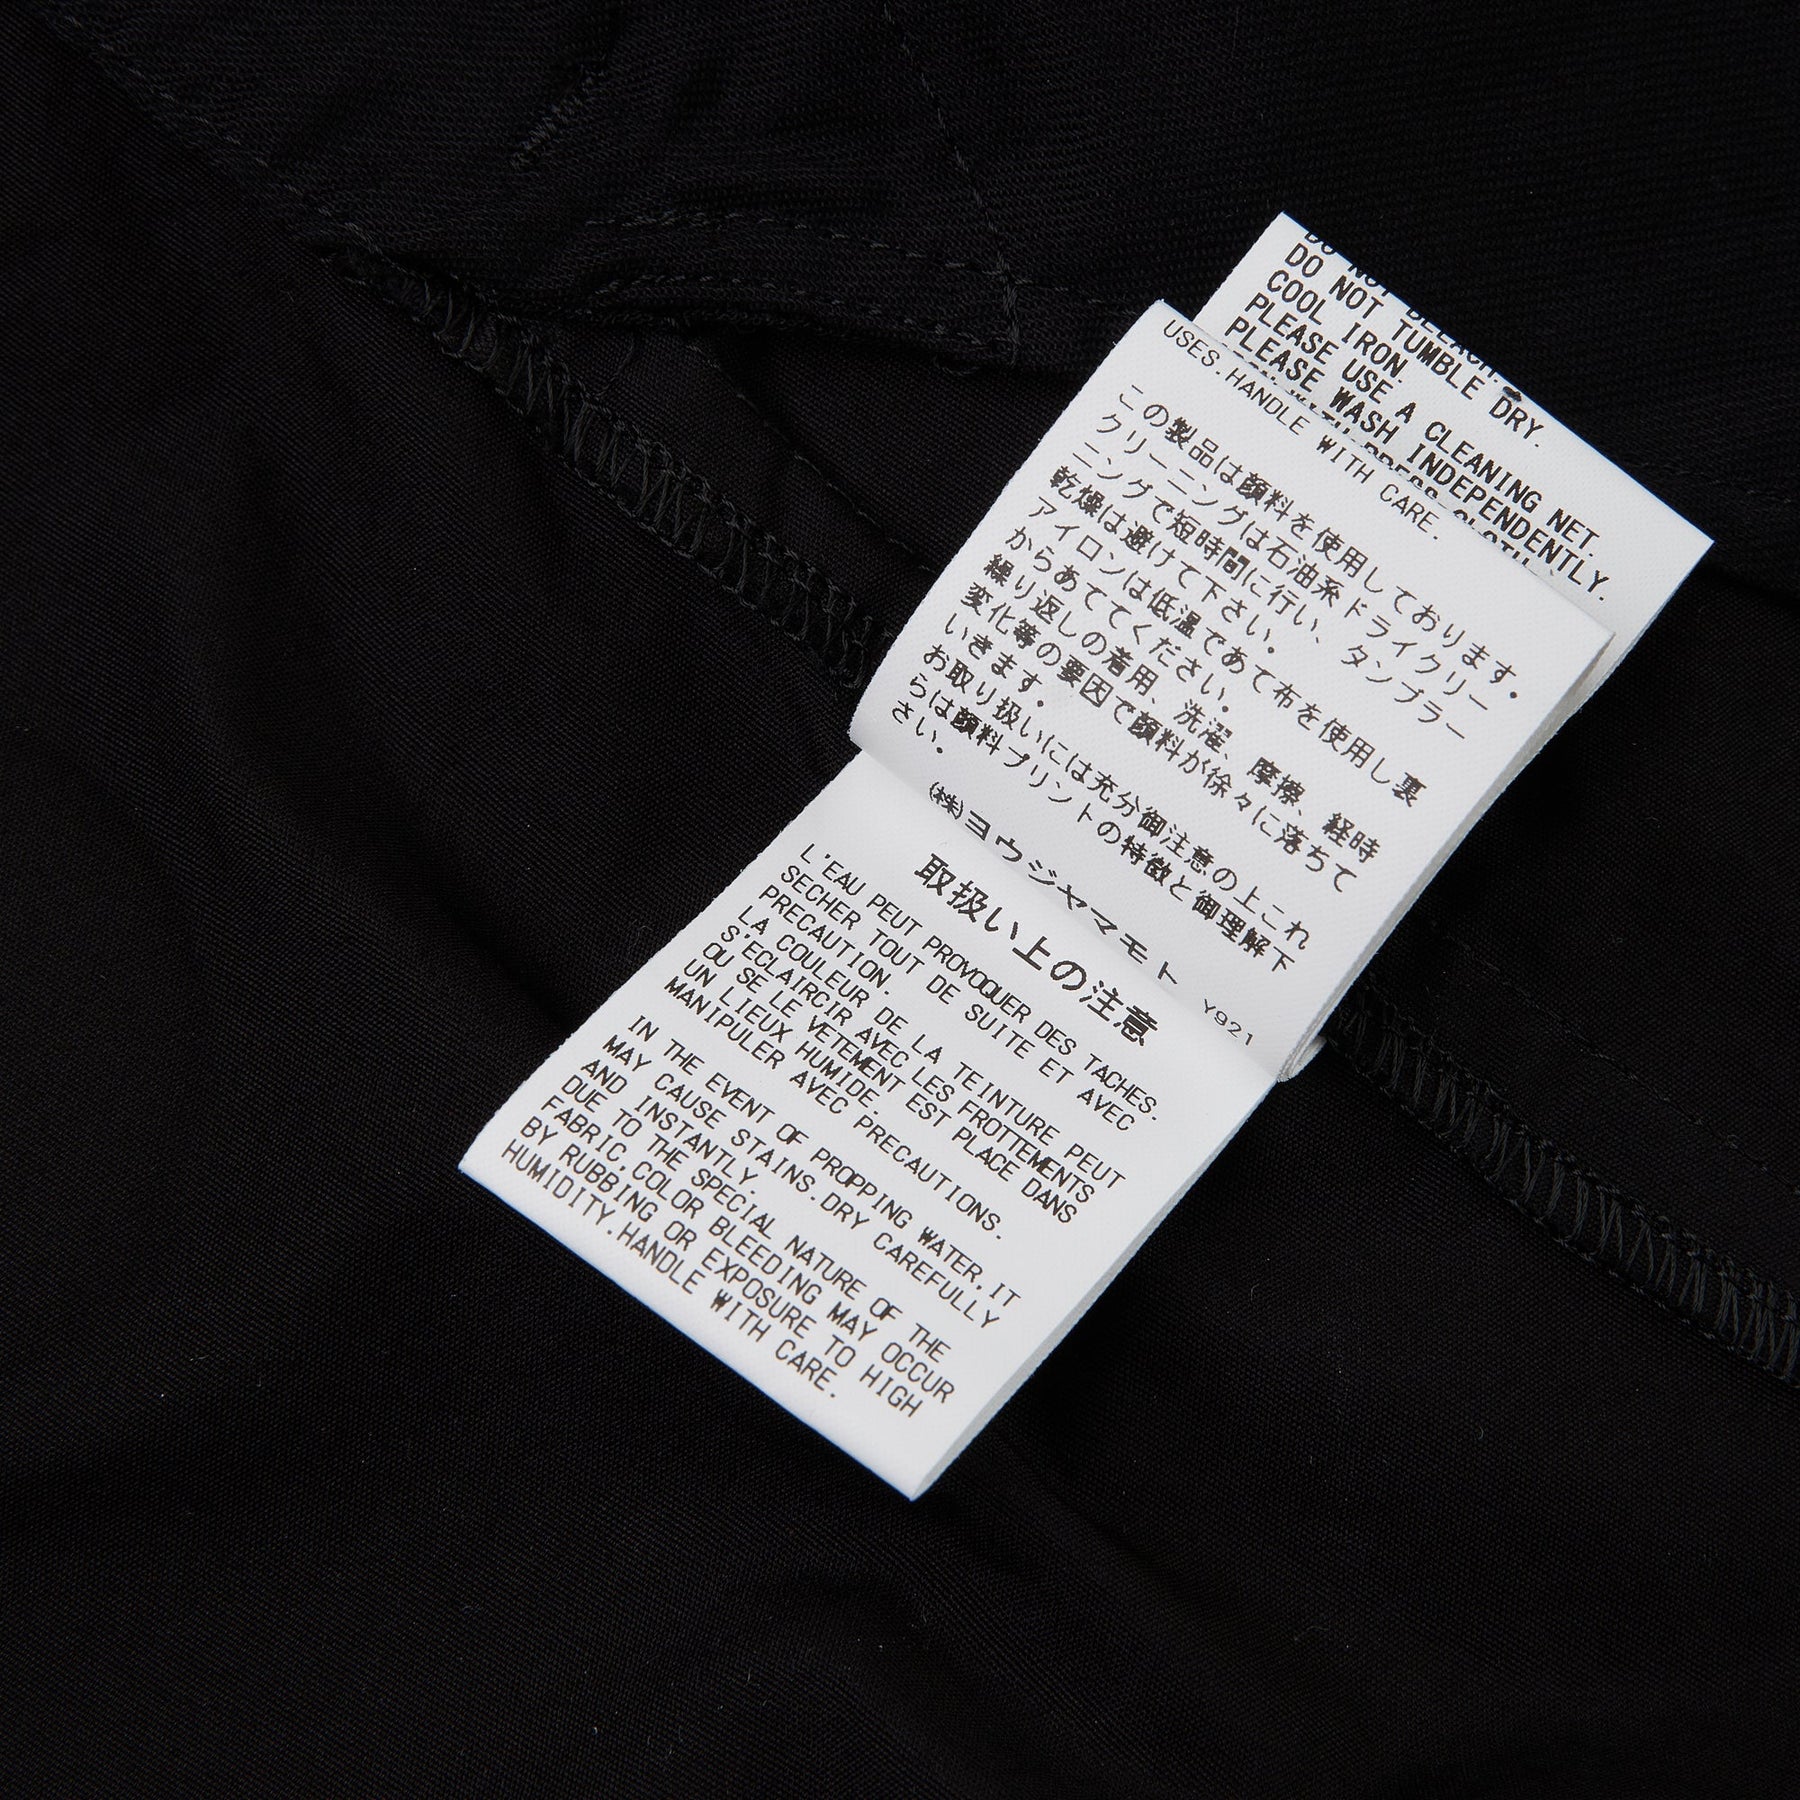 DO NOT BLEACH.
DO NOT TUMBLE DRY.
COOL IRON.
PLEASE USE A CLEANING NET.
PLEASE WASH INDEPENDENTLY.
USES.HANDLE WITH CARE.
この製品は顔料を使用しております。
クリーニングは石油系ドライクリー
ニングで短時間に行い、タンブラー
乾燥は避けて下さい。
アイロンは低温であて布を使用し裏
からあててください。
繰り返しの着用、洗濯、摩擦、経時
変化等の要因で顔料が徐々に落ちて
いきます。
お取り扱いには充分御注意の上これ
らは顔料プリントの特徴と御理解下
さい。
(株)ヨウジヤマモト Y921
取扱い上の注意
L'EAU PEUT PROVOQUER DES TACHES.
SECHER TOUT DE SUITE ET AVEC
PRECAUTION.
LA COULEUR DE LA TEINTURE PEUT
S'ECLAIRCIR AVEC LES FROTTEMENTS
OU SE LE VETEMENT EST PLACE DANS
UN LIEUX HUMIDE.
MANIPULER AVEC PRECAUTIONS.
IN THE EVENT OF PROPPING WATER,IT
MAY CAUSE STAINS.DRY CAREFULLY
AND INSTANTLY.
DUE TO THE SPECIAL NATURE OF THE
FABRIC,COLOR BLEEDING MAY OCCUR
BY RUBBING OR EXPOSURE TO HIGH
HUMIDITY.HANDLE WITH CARE.